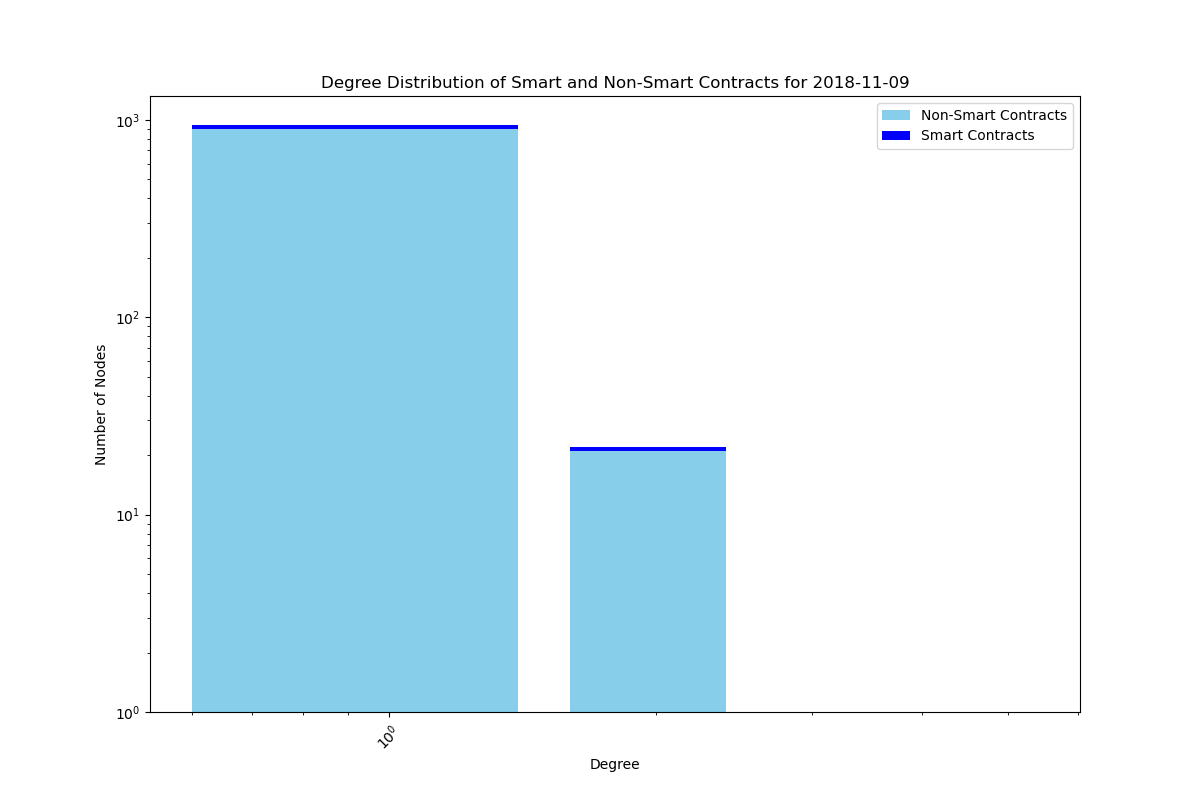 Degree Distribution of Smart and Non-Smart Contracts for 2018-11-09
Non-Smart Contracts
Smart Contracts
10³
10²
10¹
10⁰
Number of Nodes
10⁰
Degree